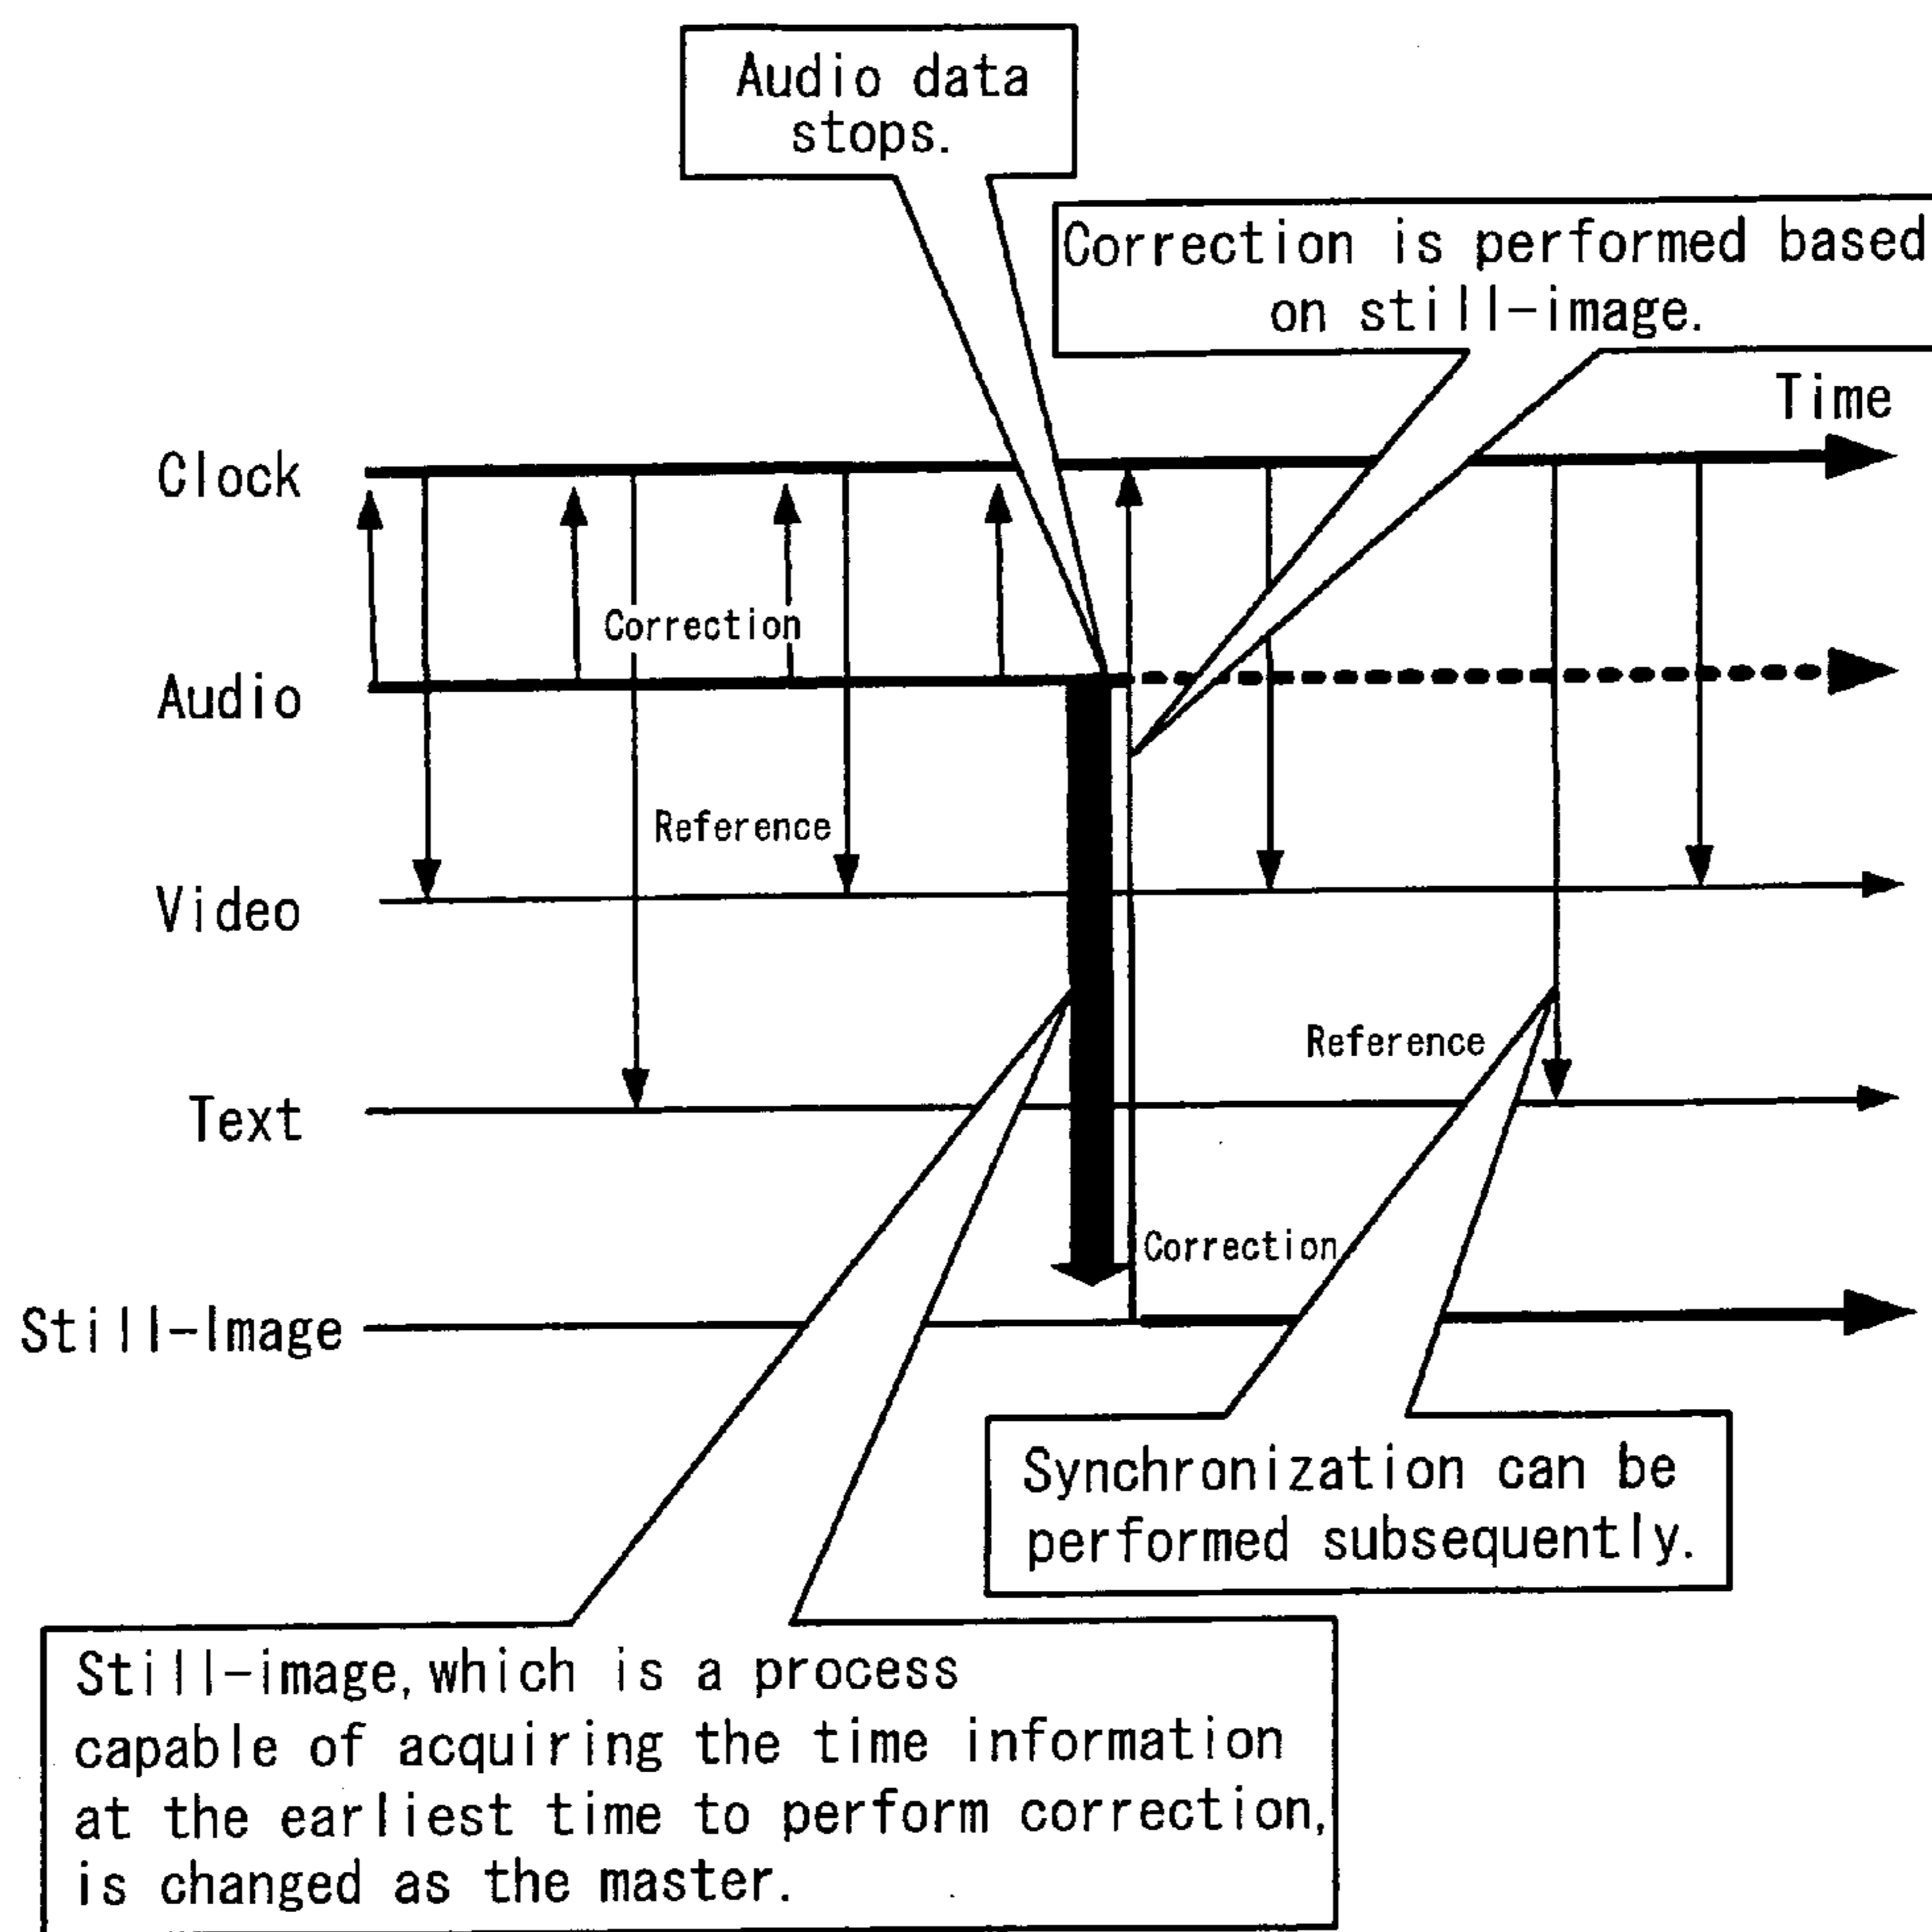 Audio data
stops.
Correction is performed based
on still-image.
Time
Clock
Correction
Audio
Reference
Video
Reference
Text
Correction
Still-Image
Synchronization can be
performed subsequently.
Still-image, which is a process
capable of acquiring the time information
at the earliest time to perform correction,
is changed as the master.